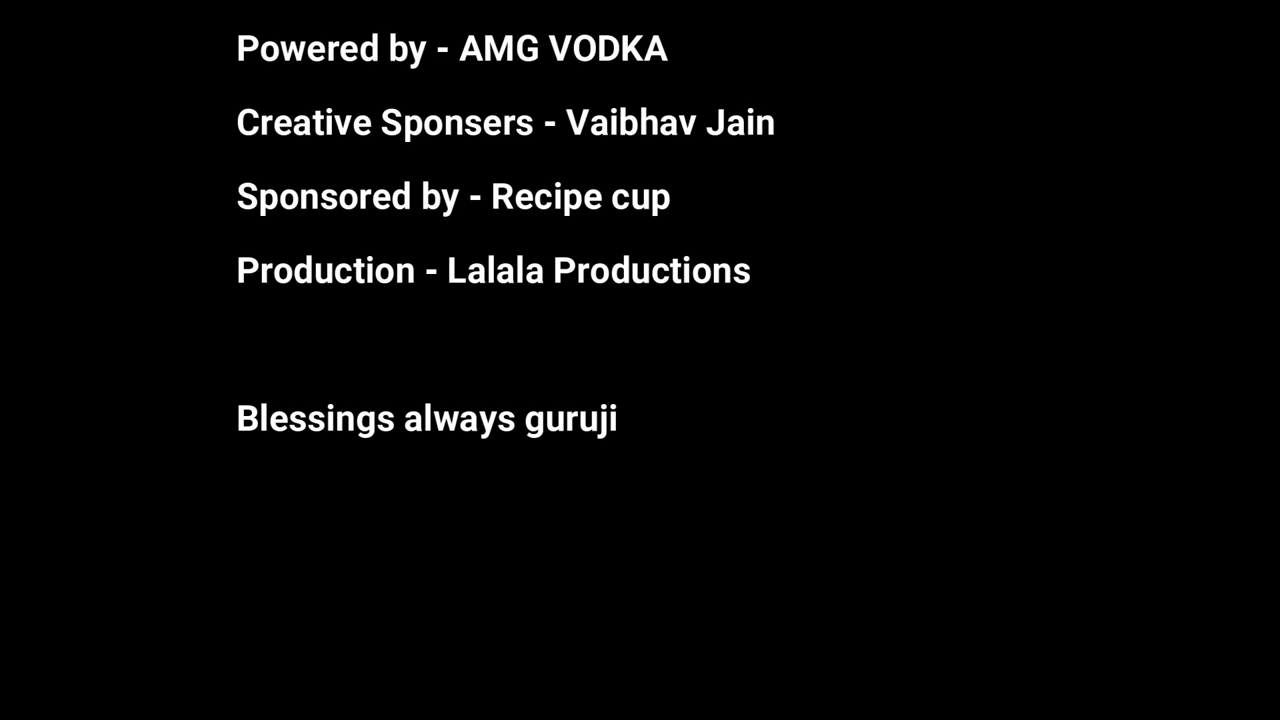 Powered by - AMG VODKA
Creative Sponsers - Vaibhav Jain
Sponsored by - Recipe cup
Production - Lalala Productions
Blessings always guruji